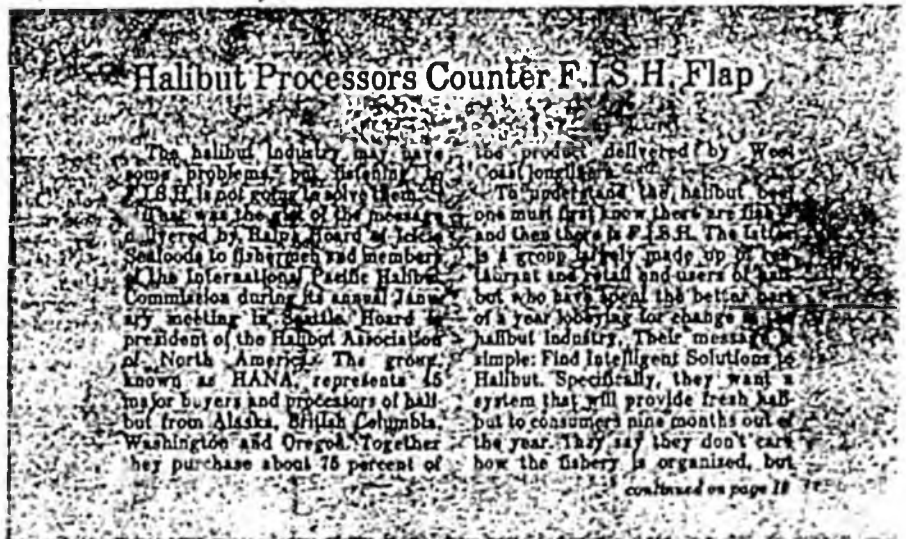 Halibut Processors Counter F.I.S.H. Flap
The halibut industry may have
some problems, but listening to
F.I.S.H. is not going to solve them.
That was the gist of the message
delivered by Ralph Hoard of Icicle
Seafoods to fishermen and members
of the International Pacific Halibut
Commission during its annual Janu-
ary meeting in Seattle. Hoard is
president of the Halibut Association
of North America. The group,
known as HANA, represents 15
major buyers and processors of hali-
but from Alaska, British Columbia,
Washington and Oregon. Together
they purchase about 75 percent of
the product delivered by West
Coast longliners.
To understand the halibut beef
one must first know there are fish
and then there is F.I.S.H. The latter
is a group largely made up of res-
taurant and retail end-users of hali-
but who have spent the better part
of a year lobbying for change in the
halibut industry. Their message is
simple: Find Intelligent Solutions to
Halibut. Specifically, they want a
system that will provide fresh hali-
but to consumers nine months out of
the year. They say they don't care
how the fishery is organized, but
continued on page 18